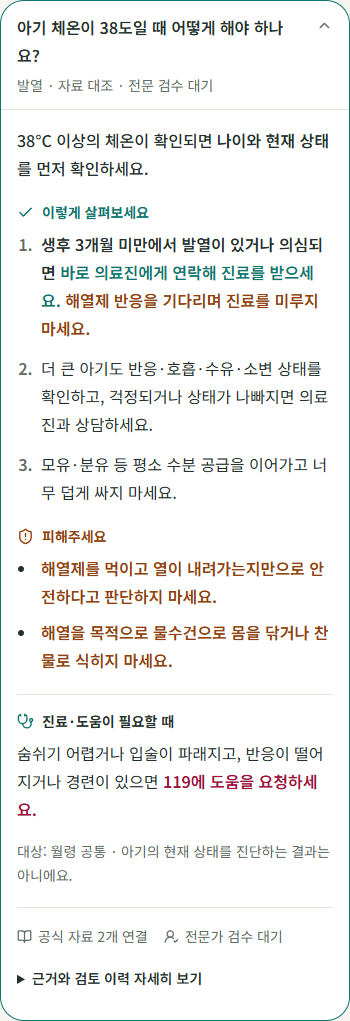 아기 체온이 38도일 때 어떻게 해야 하나
요?
발열 · 자료 대조 · 전문 검수 대기
38°C 이상의 체온이 확인되면 나이와 현재 상태
를 먼저 확인하세요.
이렇게 살펴보세요
1. 생후 3개월 미만에서 발열이 있거나 의심되
면 바로 의료진에게 연락해 진료를 받으세
요. 해열제 반응을 기다리며 진료를 미루지
마세요.
2. 더 큰 아기도 반응·호흡·수유·소변 상태를
확인하고, 걱정되거나 상태가 나빠지면 의료
진과 상담하세요.
3. 모유·분유 등 평소 수분 공급을 이어가고 너
무 덥게 싸지 마세요.
피해주세요
• 해열제를 먹이고 열이 내려가는지만으로 안
전하다고 판단하지 마세요.
• 해열을 목적으로 물수건으로 몸을 닦거나 찬
물로 식히지 마세요.
진료·도움이 필요할 때
숨쉬기 어렵거나 입술이 파래지고, 반응이 떨어
지거나 경련이 있으면 119에 도움을 요청하세
요.
대상: 월령 공통 · 아기의 현재 상태를 진단하는 결과는
아니에요.
공식 자료 2개 연결 전문가 검수 대기
▶ 근거와 검토 이력 자세히 보기